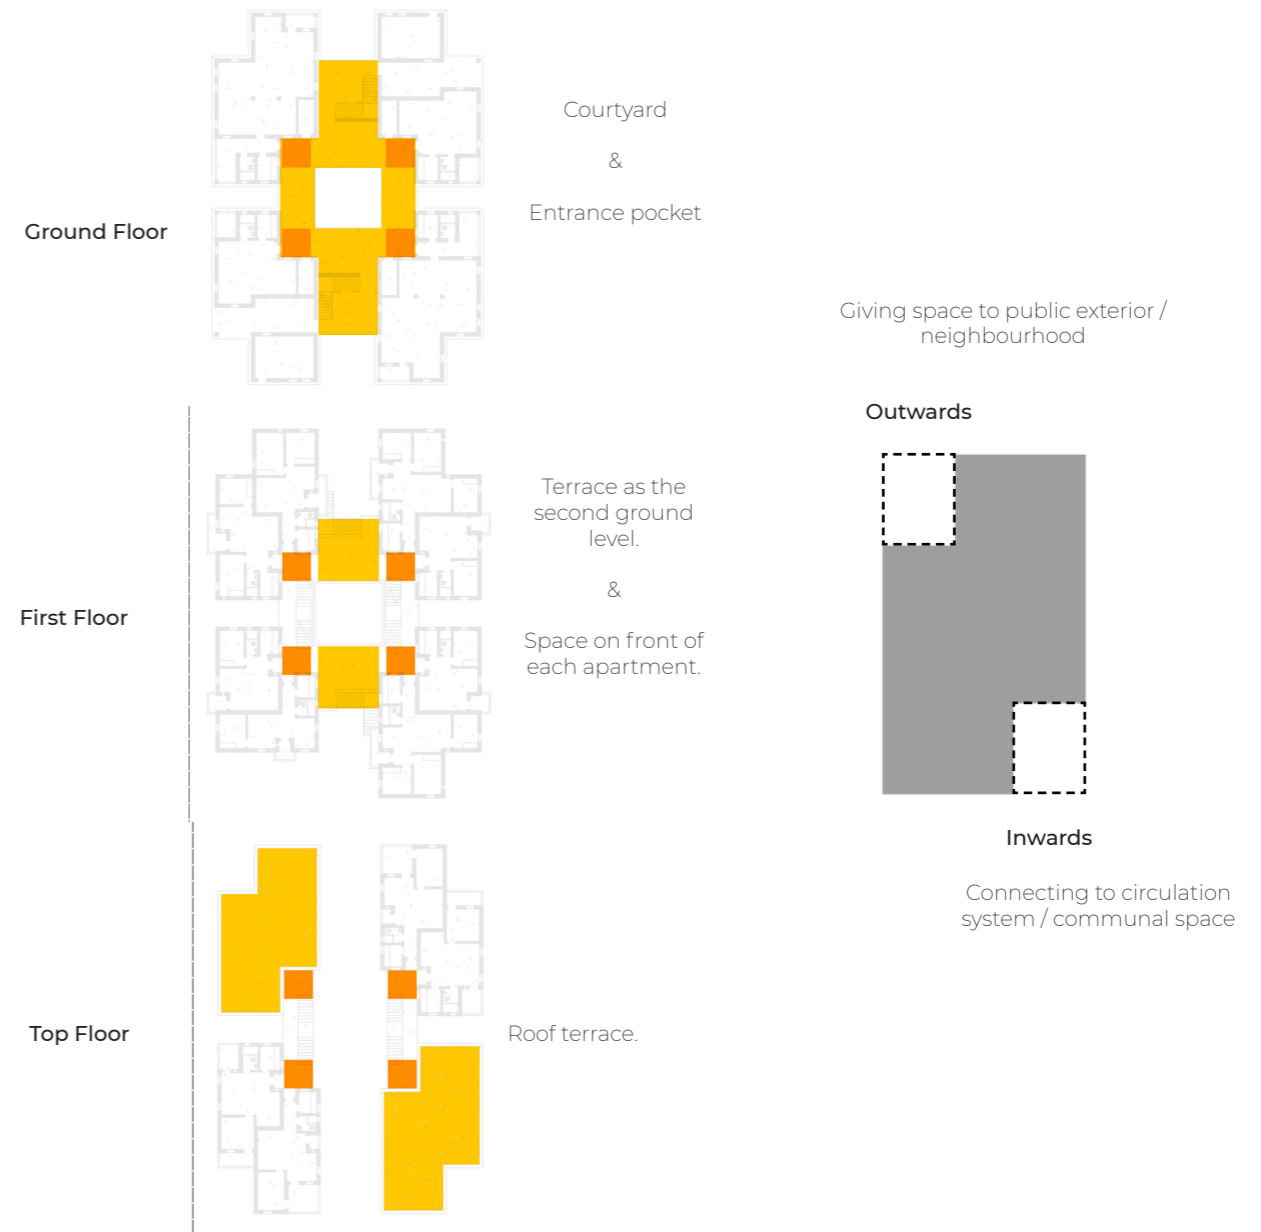 Ground Floor
Courtyard
&
Entrance pocket
First Floor
Terrace as the
second ground
level.
&
Space on front of
each apartment.
Top Floor
Roof terrace.
Giving space to public exterior /
neighbourhood
Outwards
Inwards
Connecting to circulation
system / communal space